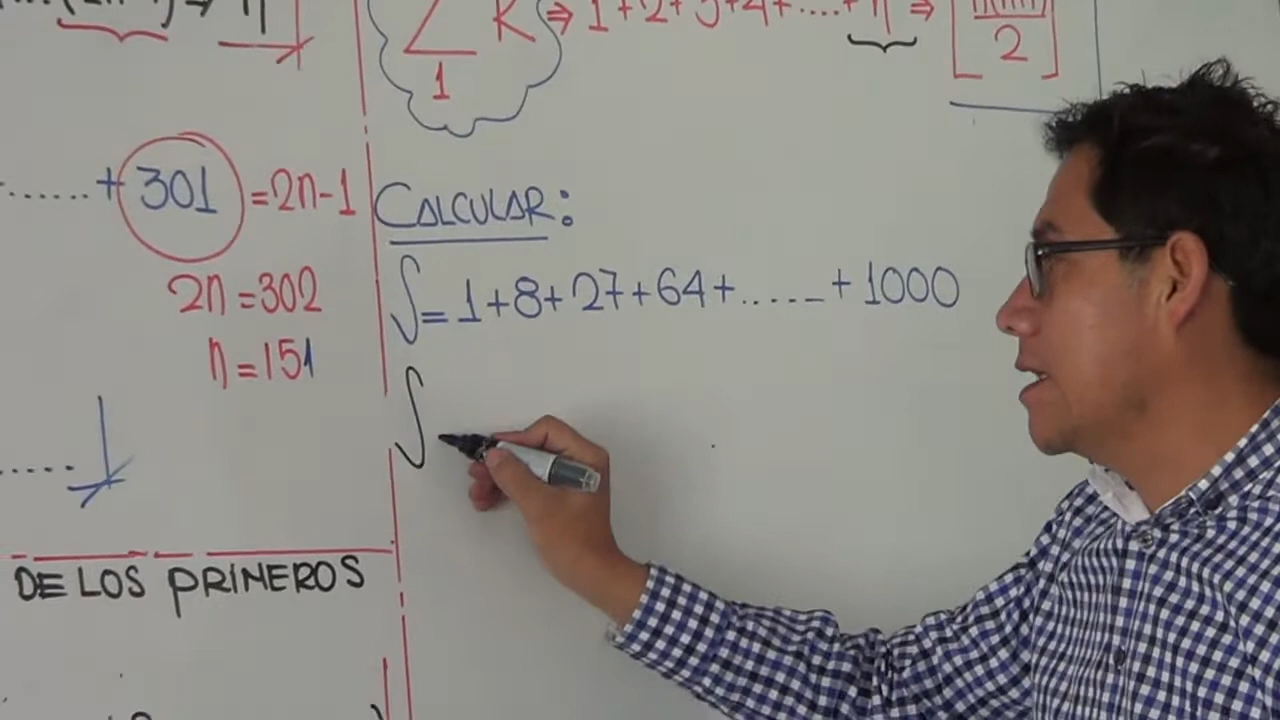 ∑ K ⇒ 1+2+3+4+....+n ⇒ [n(n+1)/2]
1
......+301 =2n-1
2n=302
n=151
CALCULAR:
S=1+8+27+64+......+1000
S
.....
DE LOS PRIMEROS